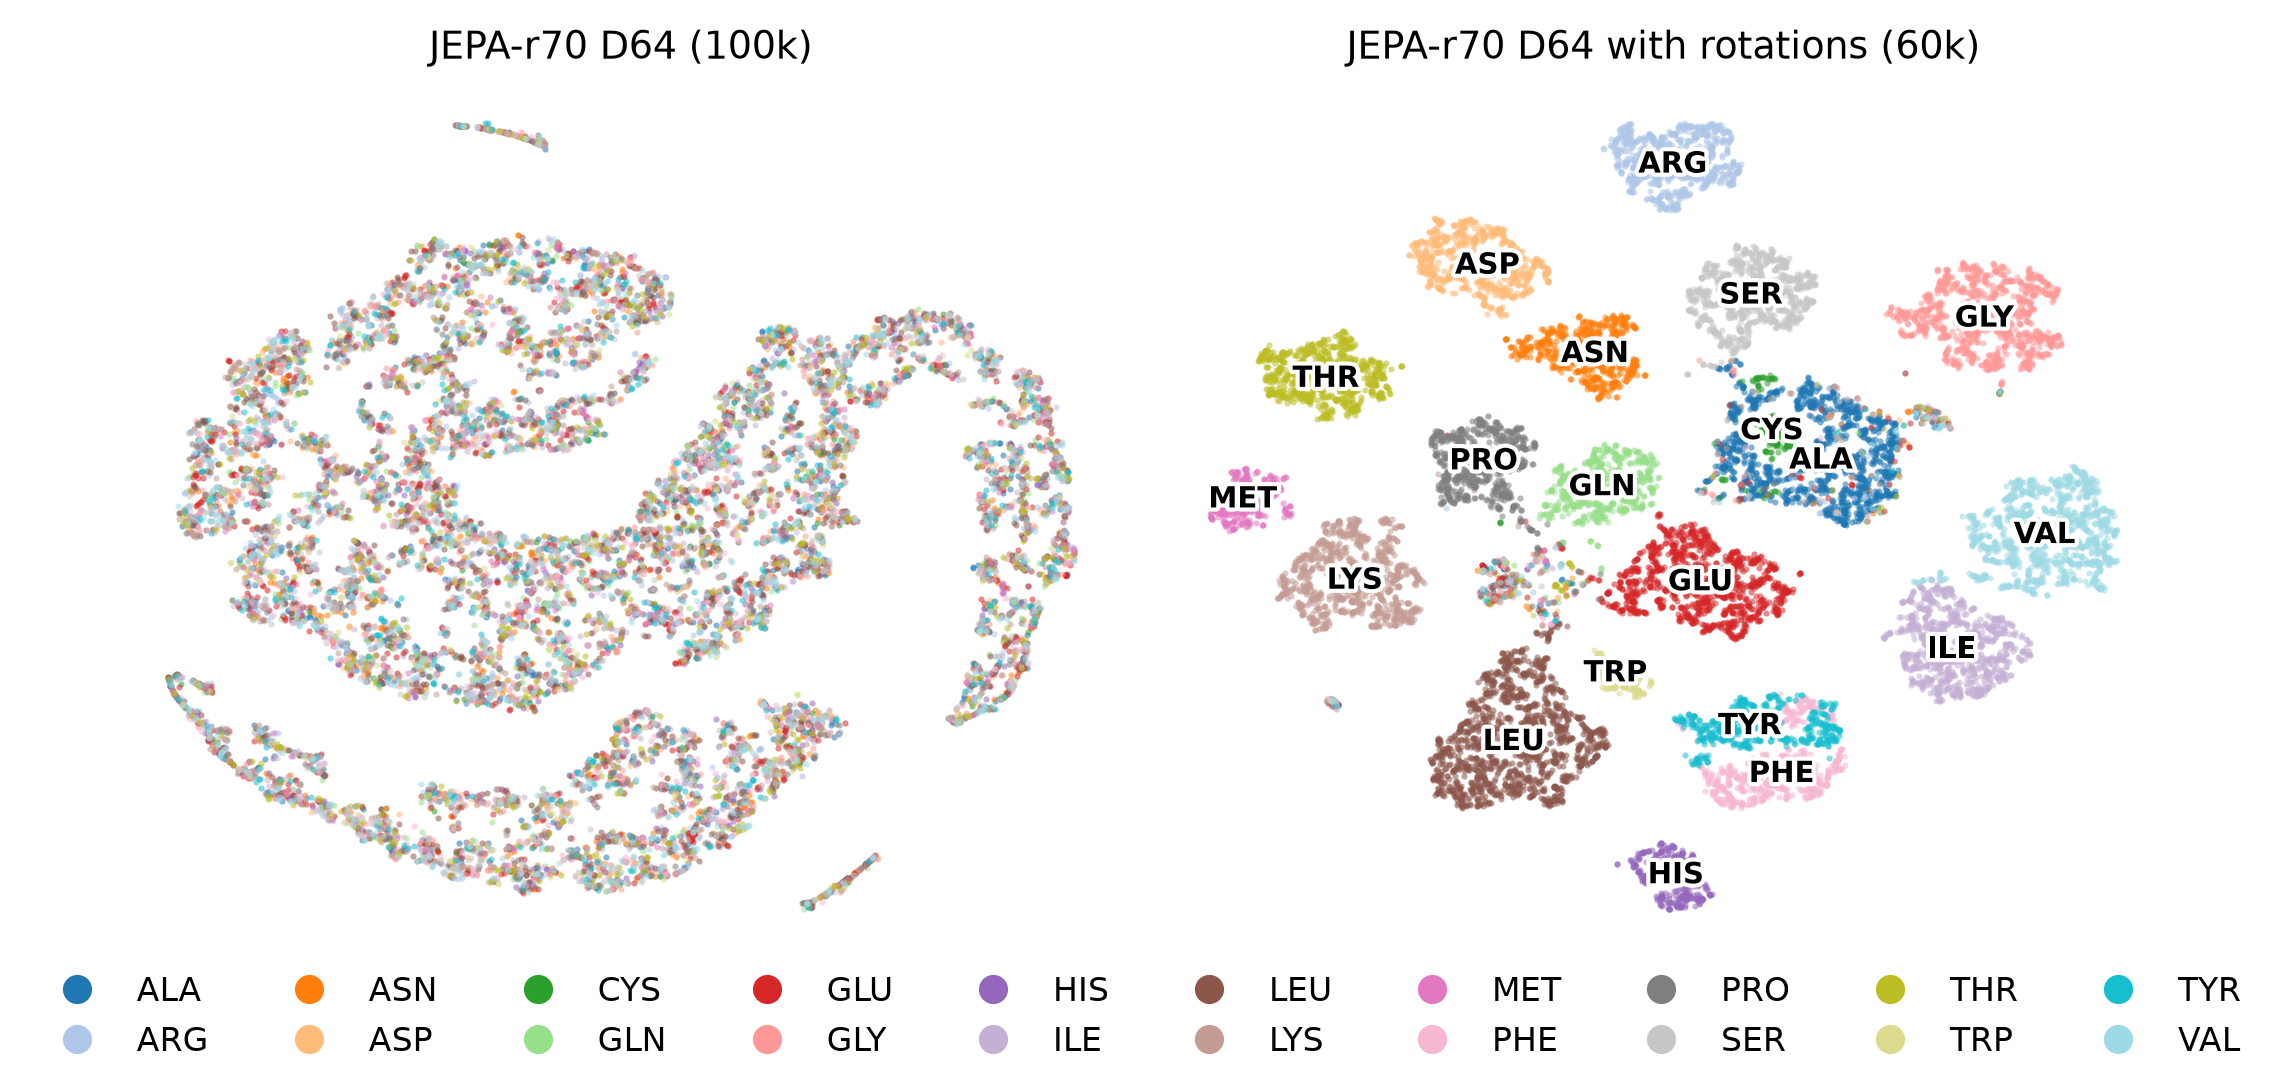 JEPA-r70 D64 (100k)
JEPA-r70 D64 with rotations (60k)
ARG
ASP
SER
GLY
ASN
THR
CYS
ALA
PRO
GLN
MET
VAL
LYS
GLU
ILE
TRP
TYR
LEU
PHE
HIS
ALA ASN CYS GLU HIS LEU MET PRO THR TYR
ARG ASP GLN GLY ILE LYS PHE SER TRP VAL